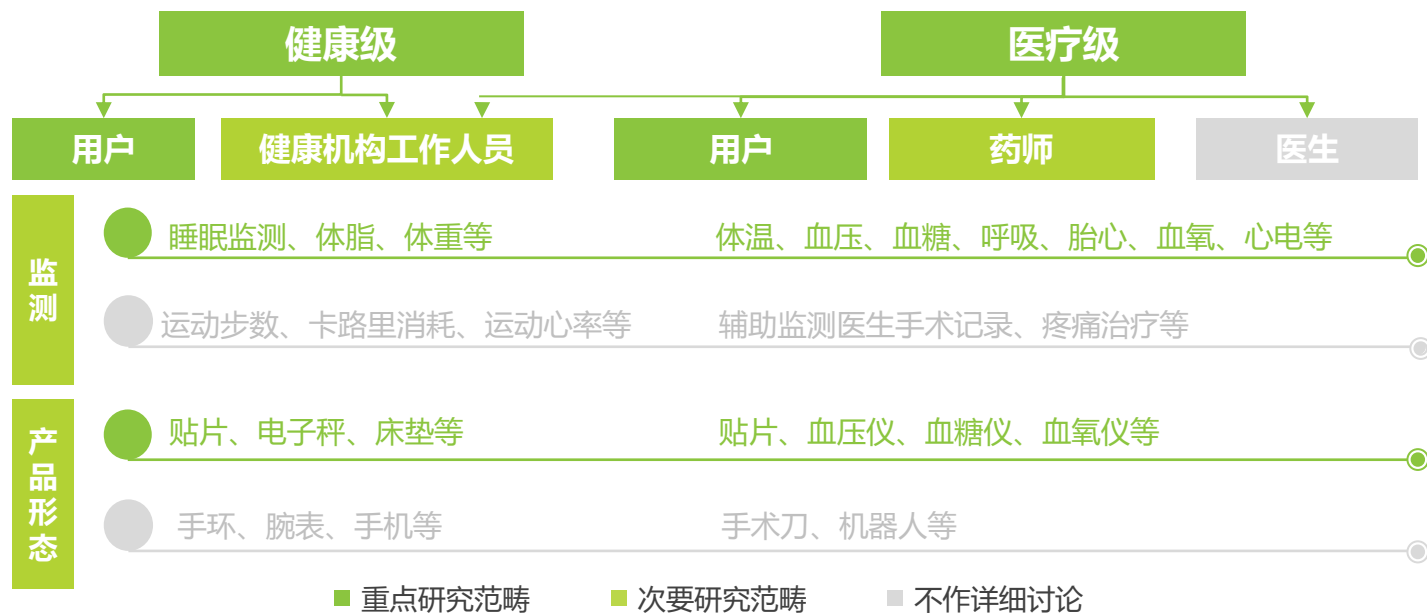 健康级
医疗级
用户
健康机构工作人员
用户
药师
医生
监测
睡眠监测、体脂、体重等
体温、血压、血糖、呼吸、胎心、血氧、心电等
运动步数、卡路里消耗、运动心率等
辅助监测医生手术记录、疼痛治疗等
产品形态
贴片、电子秤、床垫等
贴片、血压仪、血糖仪、血氧仪等
手环、腕表、手机等
手术刀、机器人等
重点研究范畴
次要研究范畴
不作详细讨论